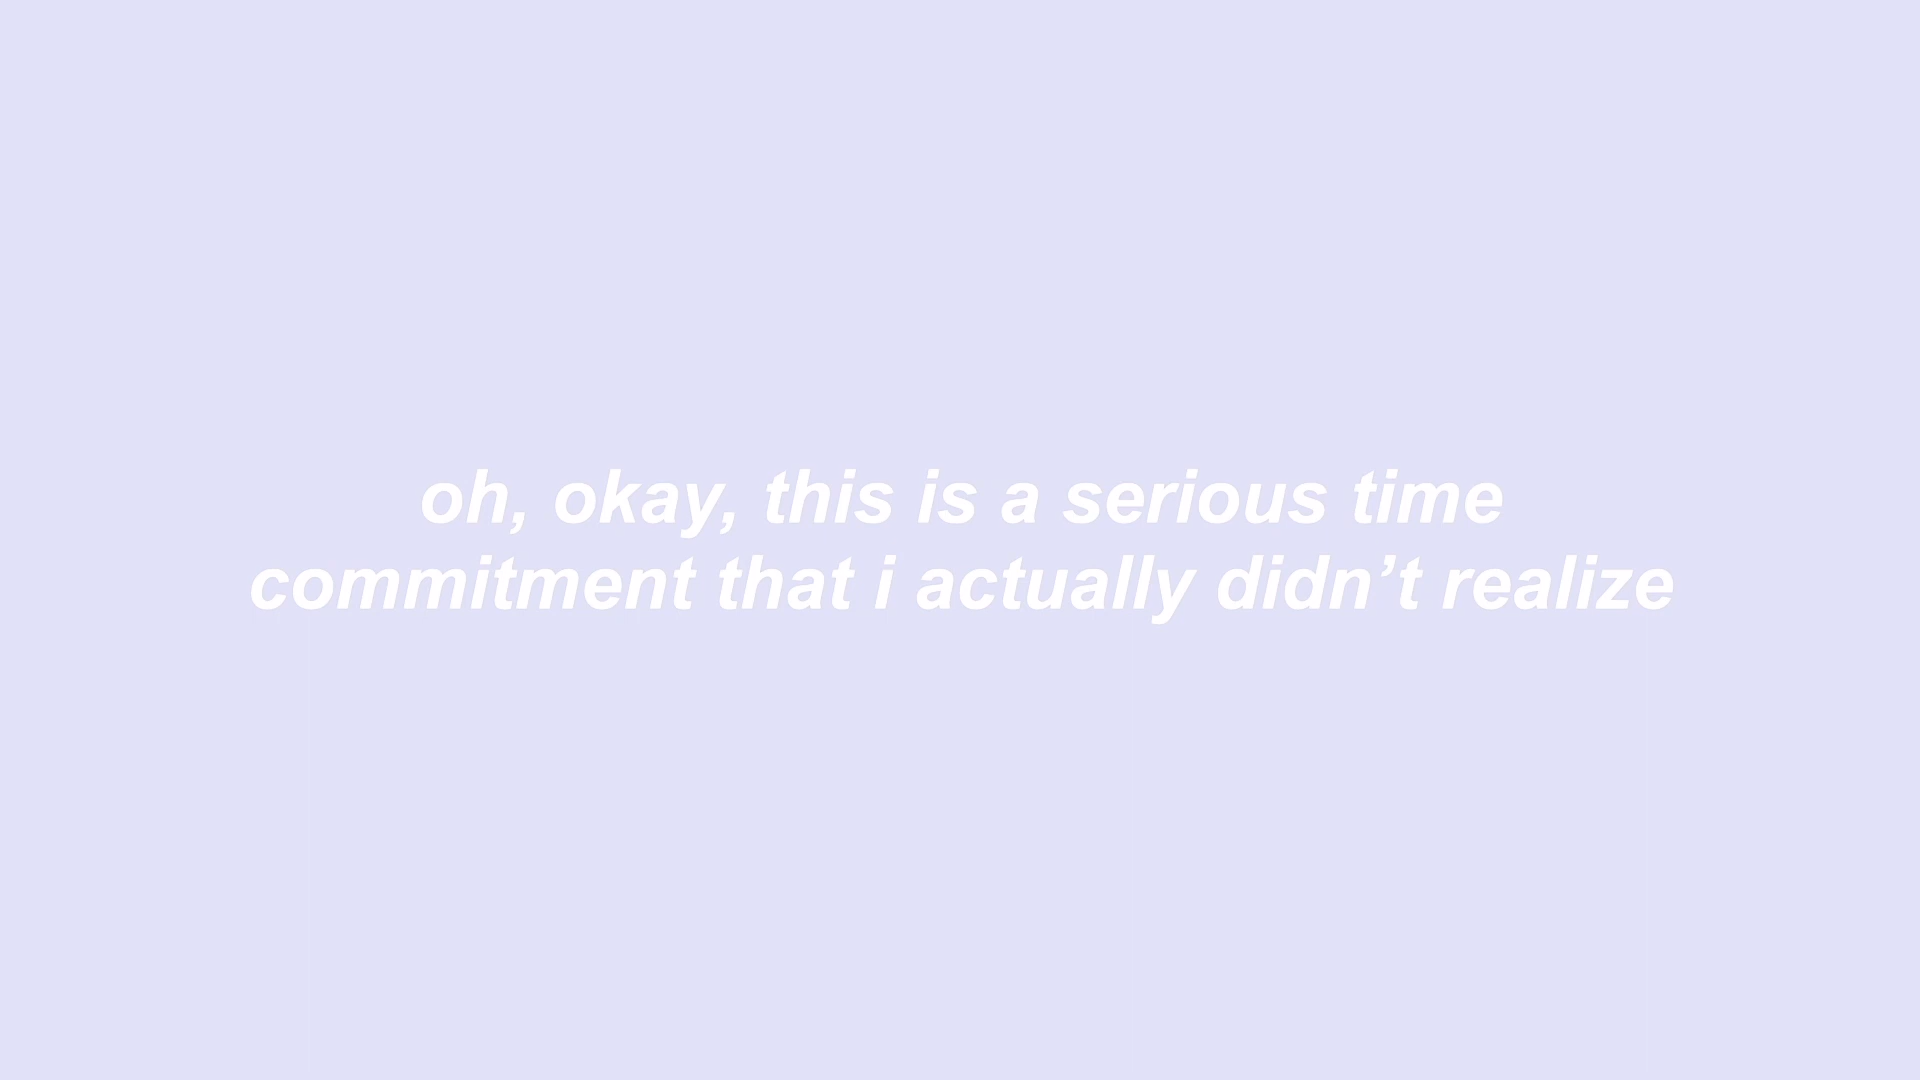 oh, okay, this is a serious time
commitment that i actually didn’t realize